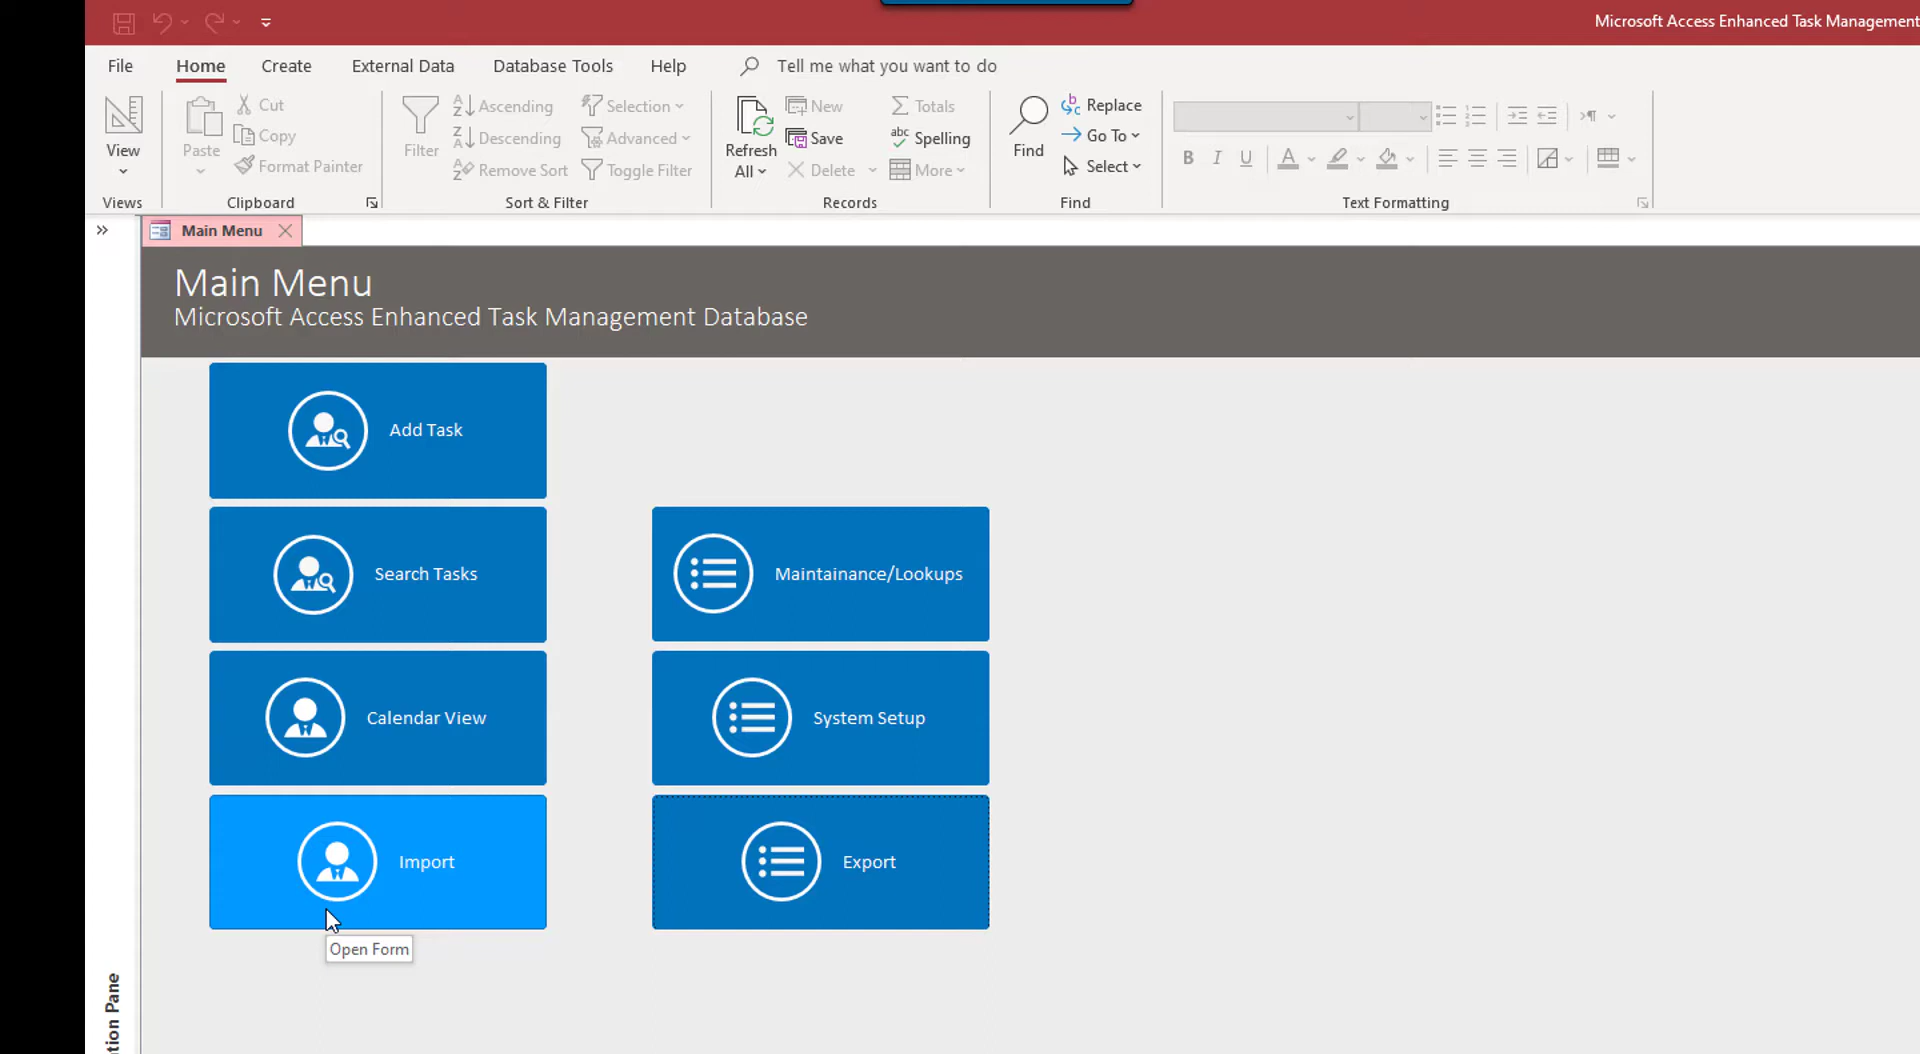 Microsoft Access Enhanced Task Management
File Home Create External Data Database Tools Help Tell me what you want to do
View
Views
Paste
Cut
Copy
Format Painter
Clipboard
Filter
Ascending
Descending
Remove Sort
Selection
Advanced
Toggle Filter
Sort & Filter
Refresh
All
New
Save
Delete
Totals
Spelling
More
Records
Find
Replace
Go To
Select
Find
B I U
Text Formatting
Main Menu
Main Menu
Microsoft Access Enhanced Task Management Database
Add Task
Search Tasks
Maintainance/Lookups
Calendar View
System Setup
Import
Export
Open Form
tion Pane